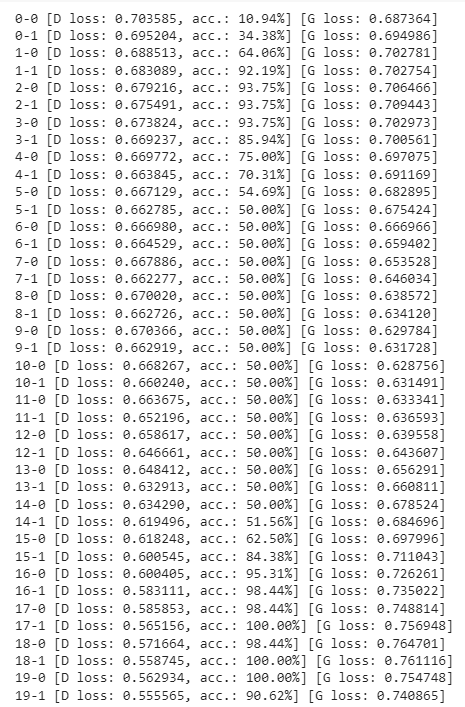 0-0 [D loss: 0.703585, acc.: 10.94%] [G loss: 0.687364]
0-1 [D loss: 0.695204, acc.: 34.38%] [G loss: 0.694986]
1-0 [D loss: 0.688513, acc.: 64.06%] [G loss: 0.702781]
1-1 [D loss: 0.683089, acc.: 92.19%] [G loss: 0.702754]
2-0 [D loss: 0.679216, acc.: 93.75%] [G loss: 0.706466]
2-1 [D loss: 0.675491, acc.: 93.75%] [G loss: 0.709443]
3-0 [D loss: 0.673824, acc.: 93.75%] [G loss: 0.702973]
3-1 [D loss: 0.669237, acc.: 85.94%] [G loss: 0.700561]
4-0 [D loss: 0.669772, acc.: 75.00%] [G loss: 0.697075]
4-1 [D loss: 0.663845, acc.: 70.31%] [G loss: 0.691169]
5-0 [D loss: 0.667129, acc.: 54.69%] [G loss: 0.682895]
5-1 [D loss: 0.662785, acc.: 50.00%] [G loss: 0.675424]
6-0 [D loss: 0.666980, acc.: 50.00%] [G loss: 0.666966]
6-1 [D loss: 0.664529, acc.: 50.00%] [G loss: 0.659402]
7-0 [D loss: 0.667886, acc.: 50.00%] [G loss: 0.653528]
7-1 [D loss: 0.662277, acc.: 50.00%] [G loss: 0.646034]
8-0 [D loss: 0.670020, acc.: 50.00%] [G loss: 0.638572]
8-1 [D loss: 0.662726, acc.: 50.00%] [G loss: 0.634120]
9-0 [D loss: 0.670366, acc.: 50.00%] [G loss: 0.629784]
9-1 [D loss: 0.662919, acc.: 50.00%] [G loss: 0.631728]
10-0 [D loss: 0.668267, acc.: 50.00%] [G loss: 0.628756]
10-1 [D loss: 0.660240, acc.: 50.00%] [G loss: 0.631491]
11-0 [D loss: 0.663675, acc.: 50.00%] [G loss: 0.633341]
11-1 [D loss: 0.652196, acc.: 50.00%] [G loss: 0.636593]
12-0 [D loss: 0.658617, acc.: 50.00%] [G loss: 0.639558]
12-1 [D loss: 0.646661, acc.: 50.00%] [G loss: 0.643607]
13-0 [D loss: 0.648412, acc.: 50.00%] [G loss: 0.656291]
13-1 [D loss: 0.632913, acc.: 50.00%] [G loss: 0.660811]
14-0 [D loss: 0.634290, acc.: 50.00%] [G loss: 0.678524]
14-1 [D loss: 0.619496, acc.: 51.56%] [G loss: 0.684696]
15-0 [D loss: 0.618248, acc.: 62.50%] [G loss: 0.697996]
15-1 [D loss: 0.600545, acc.: 84.38%] [G loss: 0.711043]
16-0 [D loss: 0.600405, acc.: 95.31%] [G loss: 0.726261]
16-1 [D loss: 0.583111, acc.: 98.44%] [G loss: 0.735022]
17-0 [D loss: 0.585853, acc.: 98.44%] [G loss: 0.748814]
17-1 [D loss: 0.565156, acc.: 100.00%] [G loss: 0.756948]
18-0 [D loss: 0.571664, acc.: 98.44%] [G loss: 0.764701]
18-1 [D loss: 0.558745, acc.: 100.00%] [G loss: 0.761116]
19-0 [D loss: 0.562934, acc.: 100.00%] [G loss: 0.754748]
19-1 [D loss: 0.555565, acc.: 90.62%] [G loss: 0.740865]